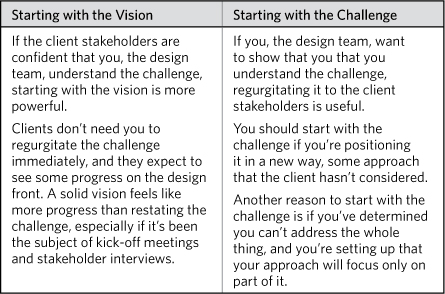 Starting with the Vision
Starting with the Challenge
If the client stakeholders are
confident that you, the design
team, understand the challenge,
starting with the vision is more
powerful.
Clients don’t need you to
regurgitate the challenge
immediately, and they expect to
see some progress on the design
front. A solid vision feels like
more progress than restating the
challenge, especially if it’s been
the subject of kick-off meetings
and stakeholder interviews.
If you, the design team, want
to show that you that you
understand the challenge,
regurgitating it to the client
stakeholders is useful.
You should start with the
challenge if you’re positioning
it in a new way, some approach
that the client hasn’t considered.
Another reason to start with the
challenge is if you’ve determined
you can’t address the whole
thing, and you’re setting up that
your approach will focus only on
part of it.